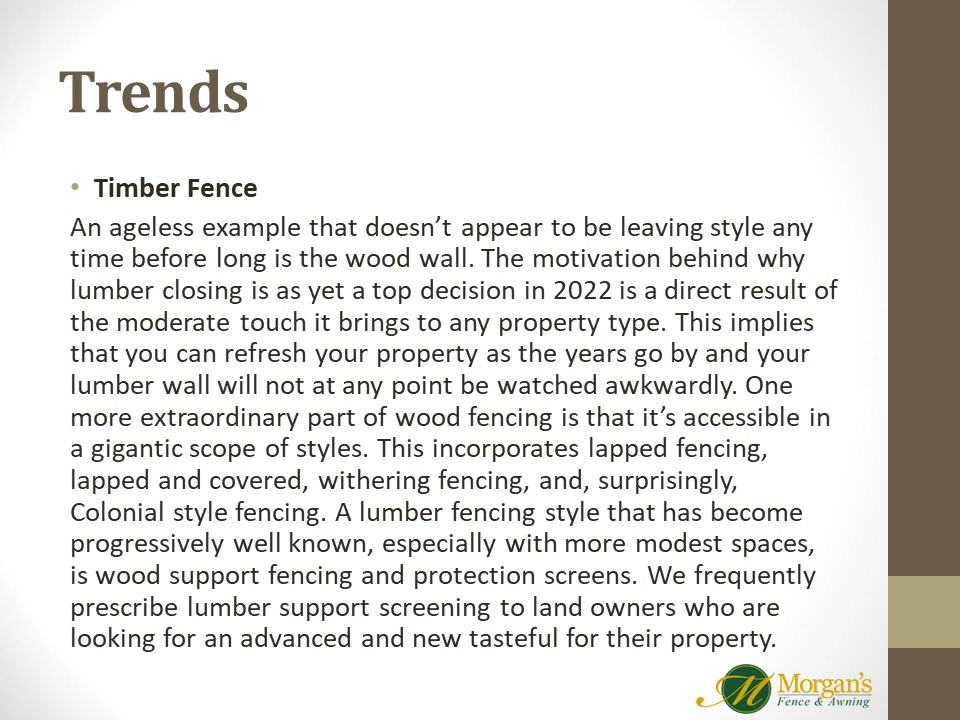 Trends
• Timber Fence
An ageless example that doesn’t appear to be leaving style any
time before long is the wood wall. The motivation behind why
lumber closing is as yet a top decision in 2022 is a direct result of
the moderate touch it brings to any property type. This implies
that you can refresh your property as the years go by and your
lumber wall will not at any point be watched awkwardly. One
more extraordinary part of wood fencing is that it’s accessible in
a gigantic scope of styles. This incorporates lapped fencing,
lapped and covered, withering fencing, and, surprisingly,
Colonial style fencing. A lumber fencing style that has become
progressively well known, especially with more modest spaces,
is wood support fencing and protection screens. We frequently
prescribe lumber support screening to land owners who are
looking for an advanced and new tasteful for their property.
M Morgan's
Fence & Awning